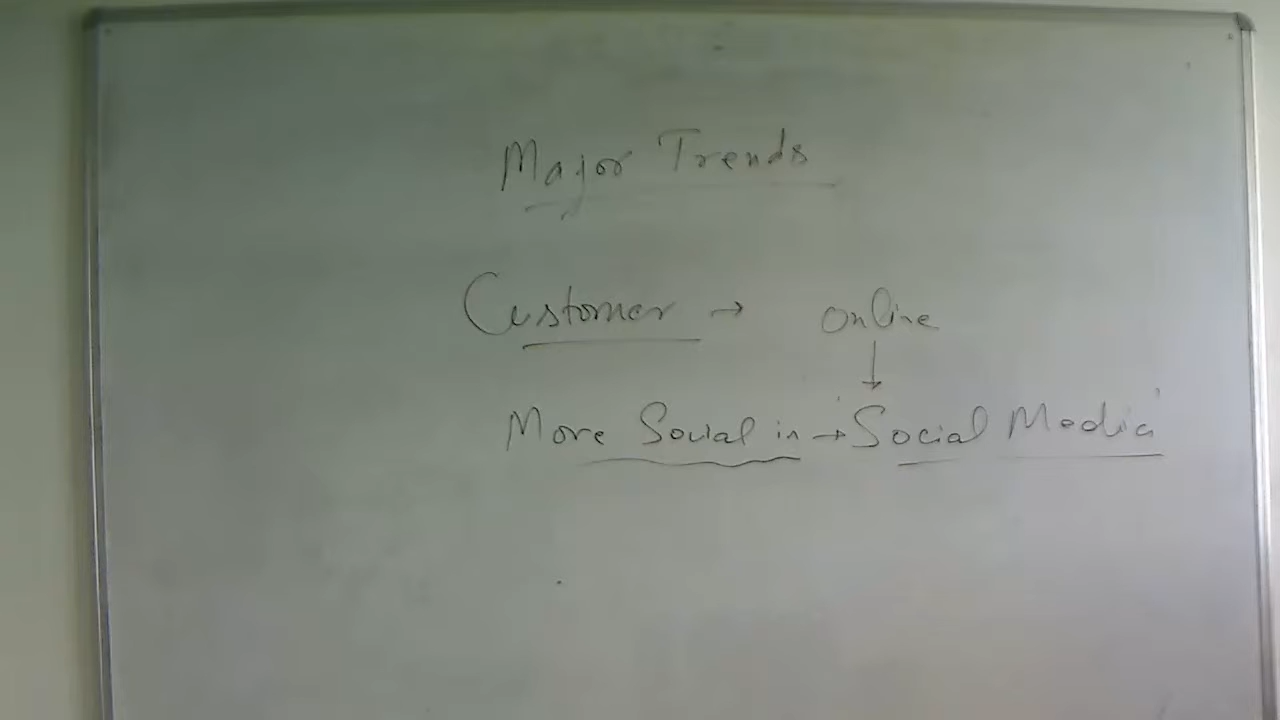 Major Trends
Customer → online
↓
More Social in → 'Social Media'